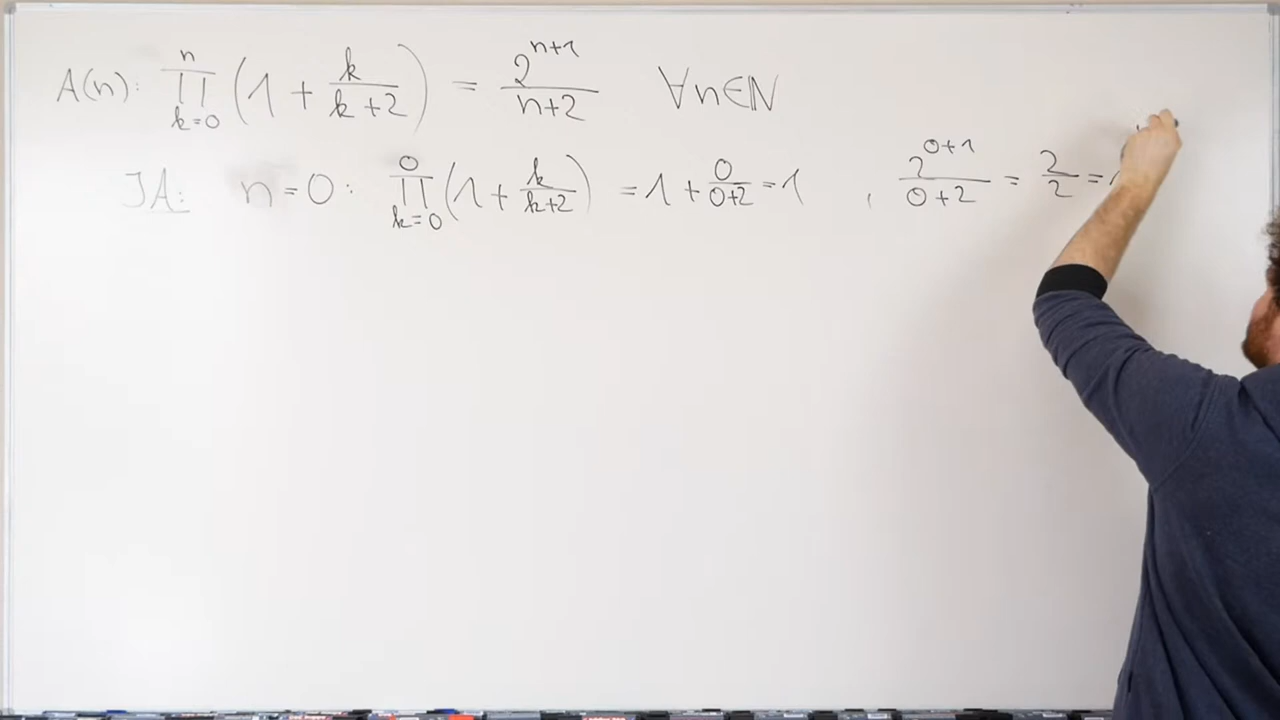 A(n): ∏_{k=0}^{n} (1 + k/(k+2)) = 2^{n+1}/(n+2) ∀n∈ℕ
IA: n=0: ∏_{k=0}^{0} (1 + k/(k+2)) = 1 + 0/(0+2) = 1 , 2^{0+1}/(0+2) = 2/2 = 1